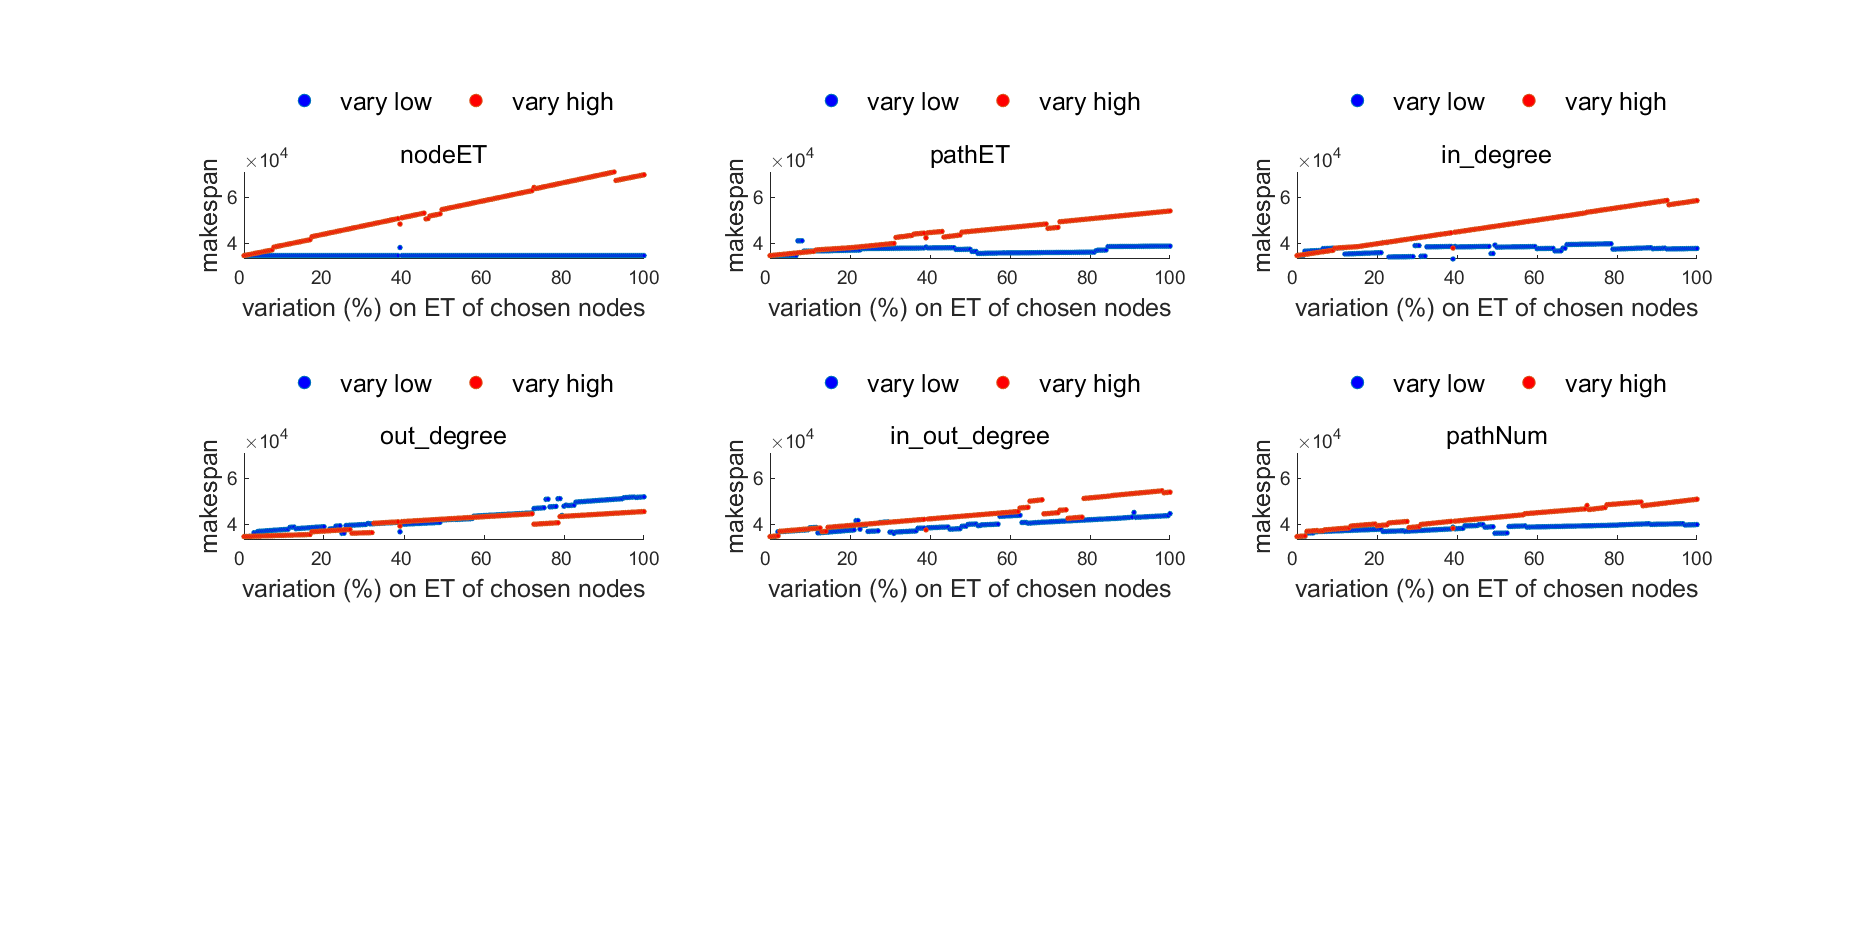 vary low vary high vary low vary high vary low vary high
×10^4 nodeET ×10^4 pathET ×10^4 in_degree
makespan makespan makespan
6 6 6
4 4 4
0 20 40 60 80 100 0 20 40 60 80 100 0 20 40 60 80 100
variation (%) on ET of chosen nodes variation (%) on ET of chosen nodes variation (%) on ET of chosen nodes
vary low vary high vary low vary high vary low vary high
×10^4 out_degree ×10^4 in_out_degree ×10^4 pathNum
makespan makespan makespan
6 6 6
4 4 4
0 20 40 60 80 100 0 20 40 60 80 100 0 20 40 60 80 100
variation (%) on ET of chosen nodes variation (%) on ET of chosen nodes variation (%) on ET of chosen nodes